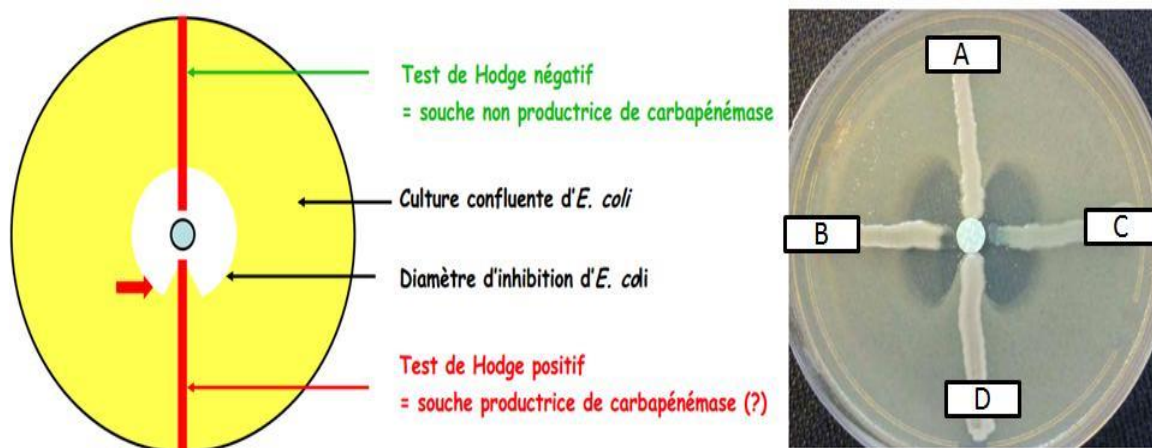 Test de Hodge négatif
= souche non productrice de carbapénémase
Culture confluente d'E. coli
Diamètre d'inhibition d'E. coli
Test de Hodge positif
= souche productrice de carbapénémase (?)
A
B
C
D